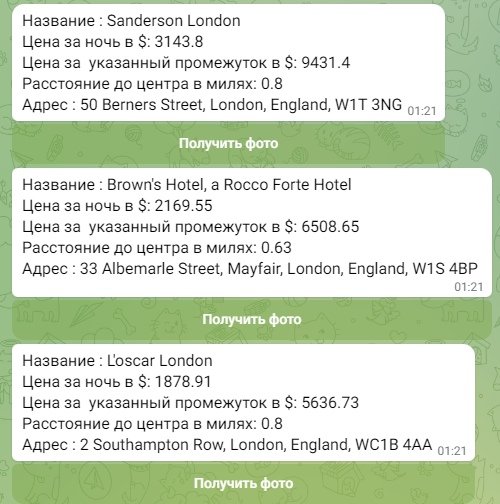 Название : Sanderson London
Цена за ночь в $: 3143.8
Цена за  указанный промежуток в $: 9431.4
Расстояние до центра в милях: 0.8
Адрес : 50 Berners Street, London, England, W1T 3NG 01:21
Получить фото
Название : Brown's Hotel, a Rocco Forte Hotel
Цена за ночь в $: 2169.55
Цена за  указанный промежуток в $: 6508.65
Расстояние до центра в милях: 0.63
Адрес : 33 Albemarle Street, Mayfair, London, England, W1S 4BP
01:21
Получить фото
Название : L'oscar London
Цена за ночь в $: 1878.91
Цена за  указанный промежуток в $: 5636.73
Расстояние до центра в милях: 0.8
Адрес : 2 Southampton Row, London, England, WC1B 4AA 01:21
Получить фото